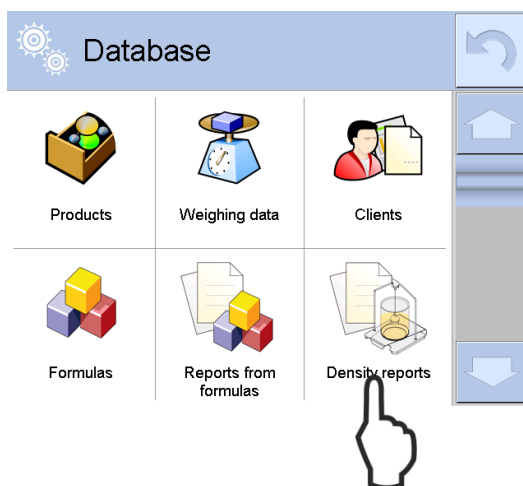 Database
Products
Weighing data
Clients
Formulas
Reports from
formulas
Density reports